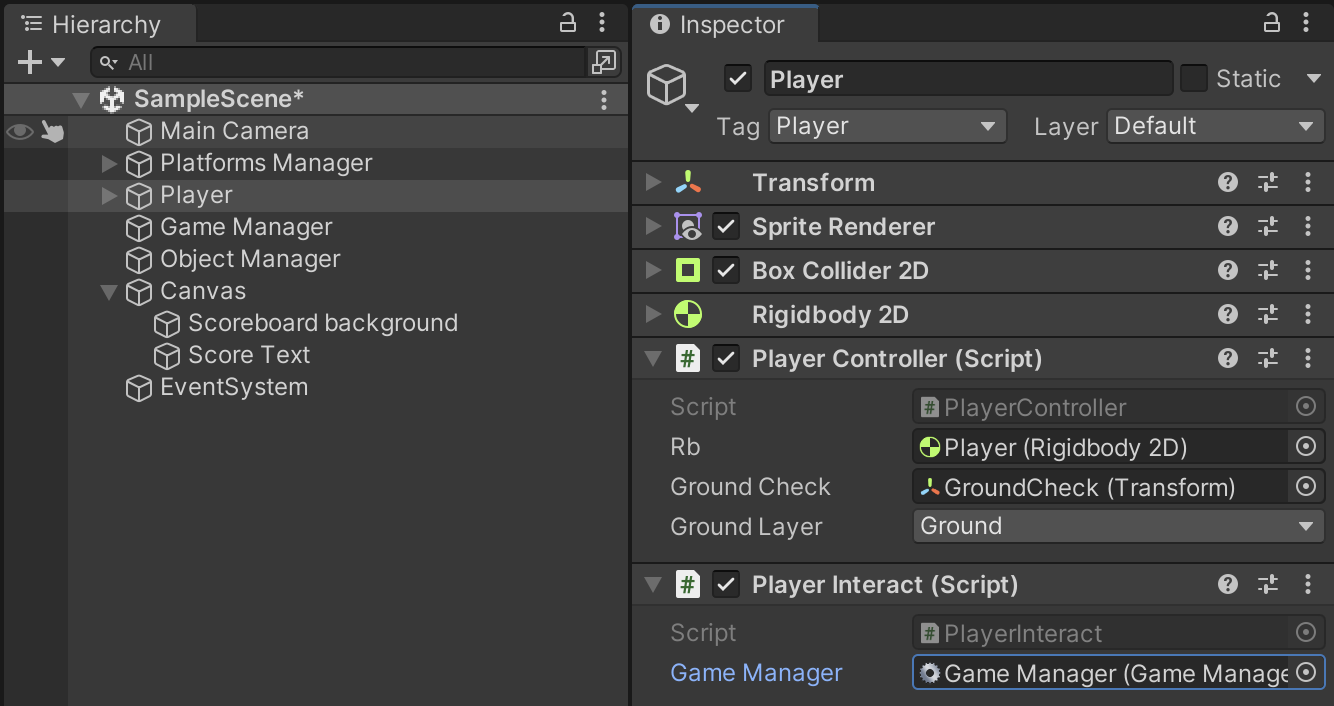 Hierarchy
All
SampleScene*
Main Camera
Platforms Manager
Player
Game Manager
Object Manager
Canvas
Scoreboard background
Score Text
EventSystem
Inspector
Player
Static
Tag Player Layer Default
Transform
Sprite Renderer
Box Collider 2D
Rigidbody 2D
# Player Controller (Script)
Script # PlayerController
Rb Player (Rigidbody 2D)
Ground Check GroundCheck (Transform)
Ground Layer Ground
# Player Interact (Script)
Script # PlayerInteract
Game Manager Game Manager (Game Manage